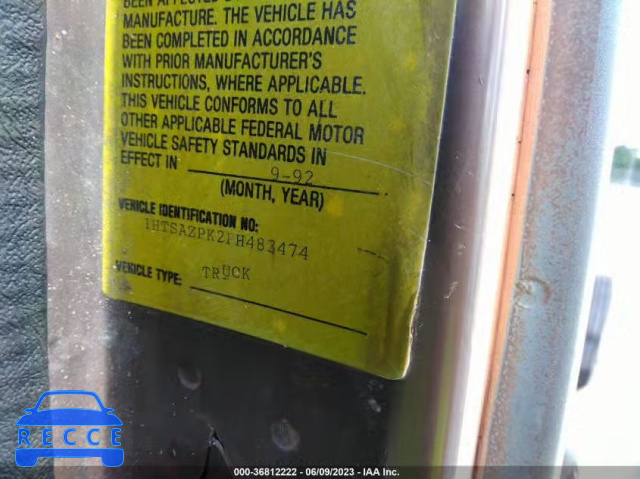 BEEN AFFECTED
MANUFACTURE. THE VEHICLE HAS
BEEN COMPLETED IN ACCORDANCE
WITH PRIOR MANUFACTURER'S
INSTRUCTIONS, WHERE APPLICABLE.
THIS VEHICLE CONFORMS TO ALL
OTHER APPLICABLE FEDERAL MOTOR
VEHICLE SAFETY STANDARDS IN
EFFECT IN 9-92
(MONTH, YEAR)
VEHICLE IDENTIFICATION NO:
1HTSAZPK2PH483474
VEHICLE TYPE: TRUCK
RECCE
000-36812222 - 06/09/2023 - IAA Inc.